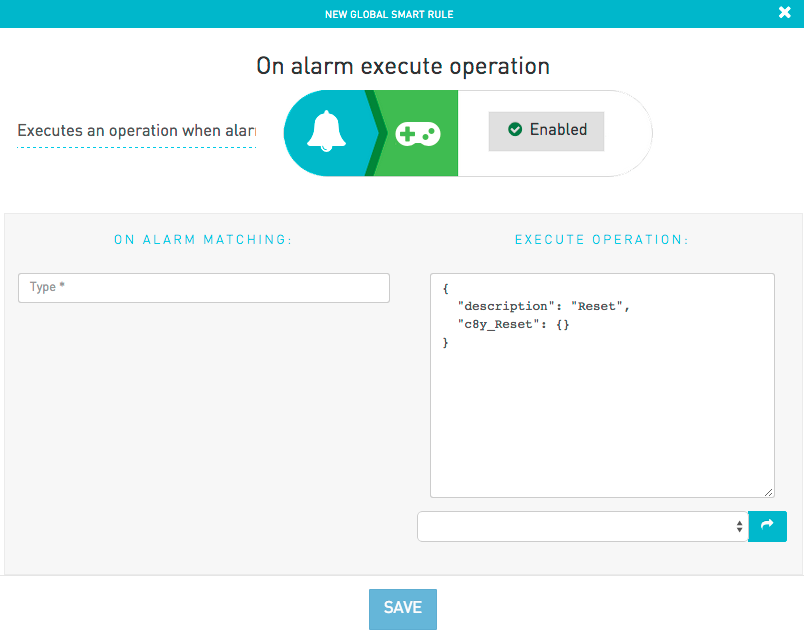 NEW GLOBAL SMART RULE
On alarm execute operation
Executes an operation when alar
Enabled
ON ALARM MATCHING:
EXECUTE OPERATION:
Type *
{
"description": "Reset",
"c8y_Reset": {}
}
SAVE